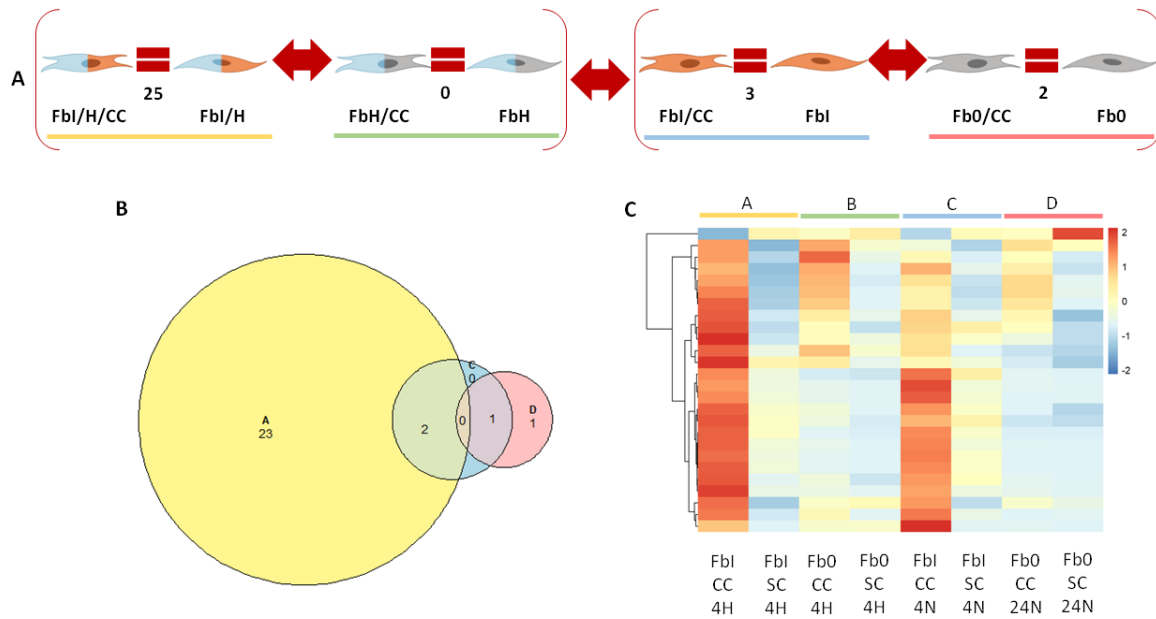 A
25
0
3
2
FbI/H/CC FbI/H FbH/CC FbH FbI/CC FbI Fb0/CC Fb0
B
A
23
2
0
C
0
1
D
1
C
A B C D
2
1
0
-1
-2
FbI FbI Fb0 Fb0 FbI FbI Fb0 Fb0
CC SC CC SC CC SC CC SC
4H 4H 4H 4H 4N 4N 24N 24N